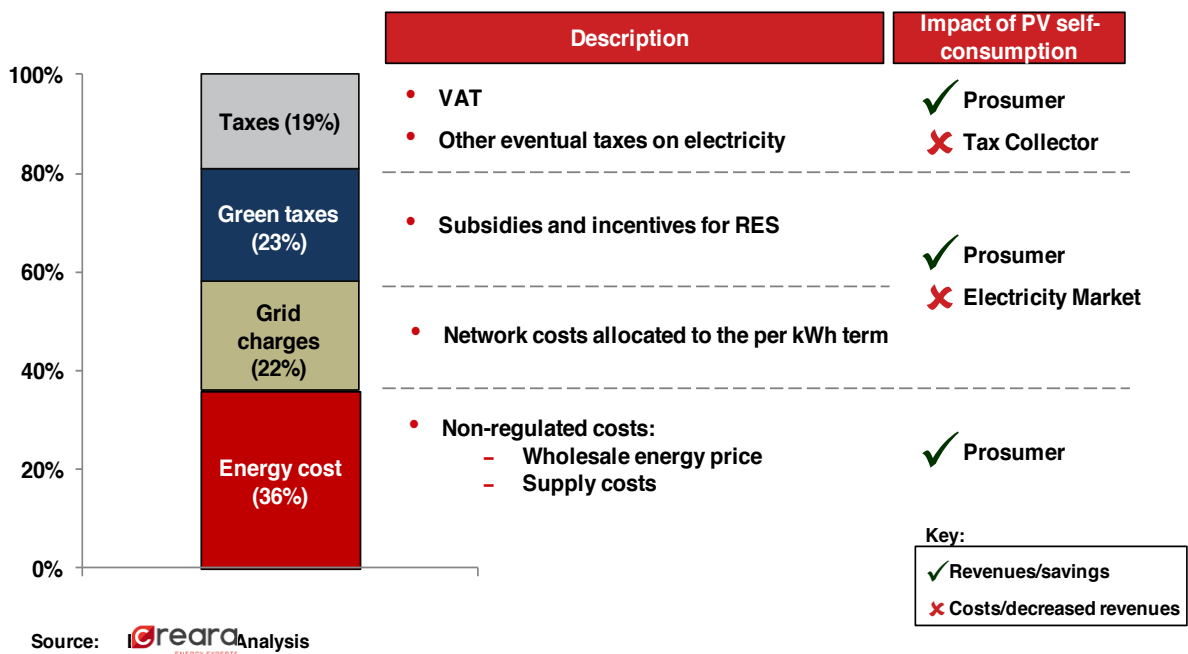 Description
Impact of PV self-
consumption
100%
80%
60%
40%
20%
0%
Taxes (19%)
Green taxes
(23%)
Grid
charges
(22%)
Energy cost
(36%)
• VAT
• Other eventual taxes on electricity
• Subsidies and incentives for RES
• Network costs allocated to the per kWh term
• Non-regulated costs:
– Wholesale energy price
– Supply costs
Prosumer
Tax Collector
Prosumer
Electricity Market
Prosumer
Key:
Revenues/savings
Costs/decreased revenues
Source: creara Analysis
ENERGY EXPERTS